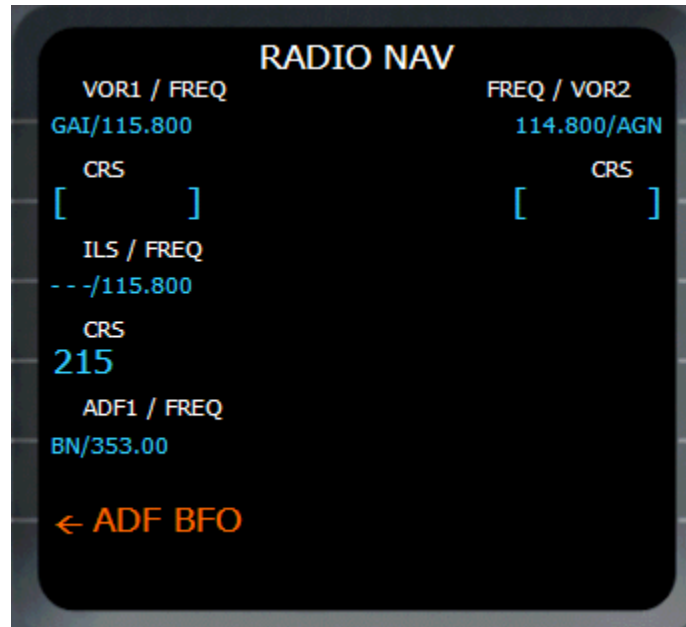 RADIO NAV
VOR1 / FREQ FREQ / VOR2
GAI/115.800 114.800/AGN
CRS CRS
[ ] [ ]
ILS / FREQ
- - -/115.800
CRS
215
ADF1 / FREQ
BN/353.00
← ADF BFO